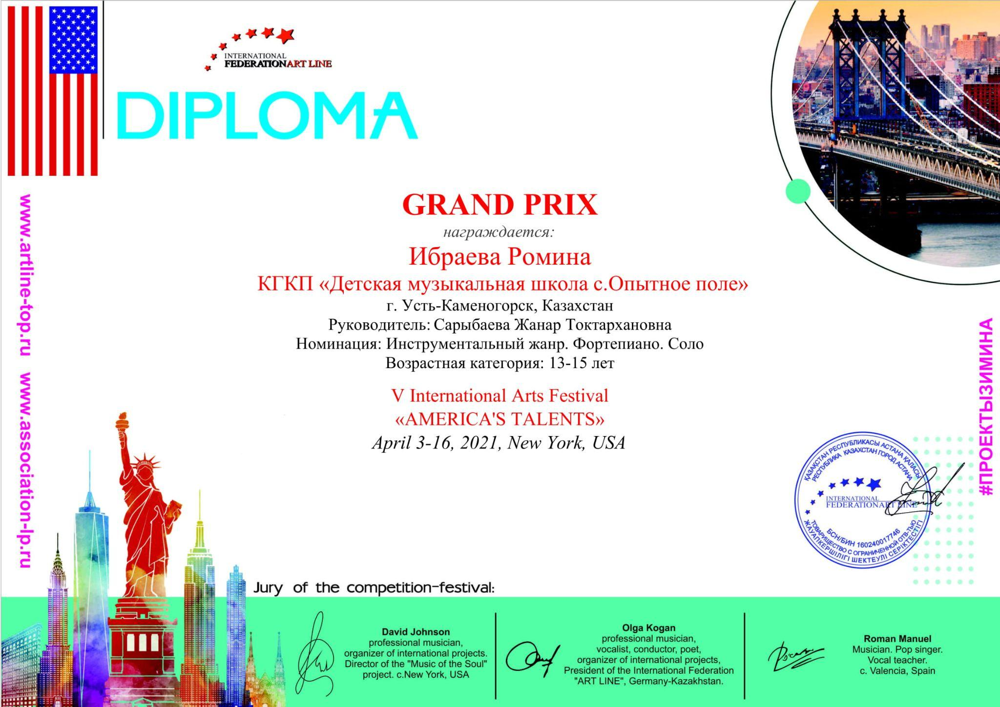 INTERNATIONAL
FEDERATIONART LINE
DIPLOMA
GRAND PRIX
награждается:
Ибраева Ромина
КГКП «Детская музыкальная школа с.Опытное поле»
г. Усть-Каменогорск, Казахстан
Руководитель: Сарыбаева Жанар Токтархановна
Номинация: Инструментальный жанр. Фортепиано. Соло
Возрастная категория: 13-15 лет
V International Arts Festival
«AMERICA'S TALENTS»
April 3-16, 2021, New York, USA
www.artline-top.ru www.association-lp.ru
#ПРОЕКТЫЗИМИНА
ҚАЗАҚСТАН РЕСПУБЛИКАСЫ АСТАНА ҚАЛАСЫ
РЕСПУБЛИКА КАЗАХСТАН ГОРОД АСТАНА
INTERNATIONAL
FEDERATIONART LINE
БСН/БИН 160240017746
ТОВАРИЩЕСТВО С ОГРАНИЧЕННОЙ ОТВ-ТЬЮ
ЖАУАПКЕРШІЛІГІ ШЕКТЕУЛІ СЕРІКТЕСТІГІ
Jury of the competition-festival:
David Johnson
professional musician,
organizer of international projects.
Director of the "Music of the Soul"
project. c.New York, USA
Olga Kogan
professional musician,
vocalist, conductor, poet,
organizer of international projects,
President of the International Federation
"ART LINE", Germany-Kazakhstan.
Roman Manuel
Musician. Pop singer.
Vocal teacher.
c. Valencia, Spain